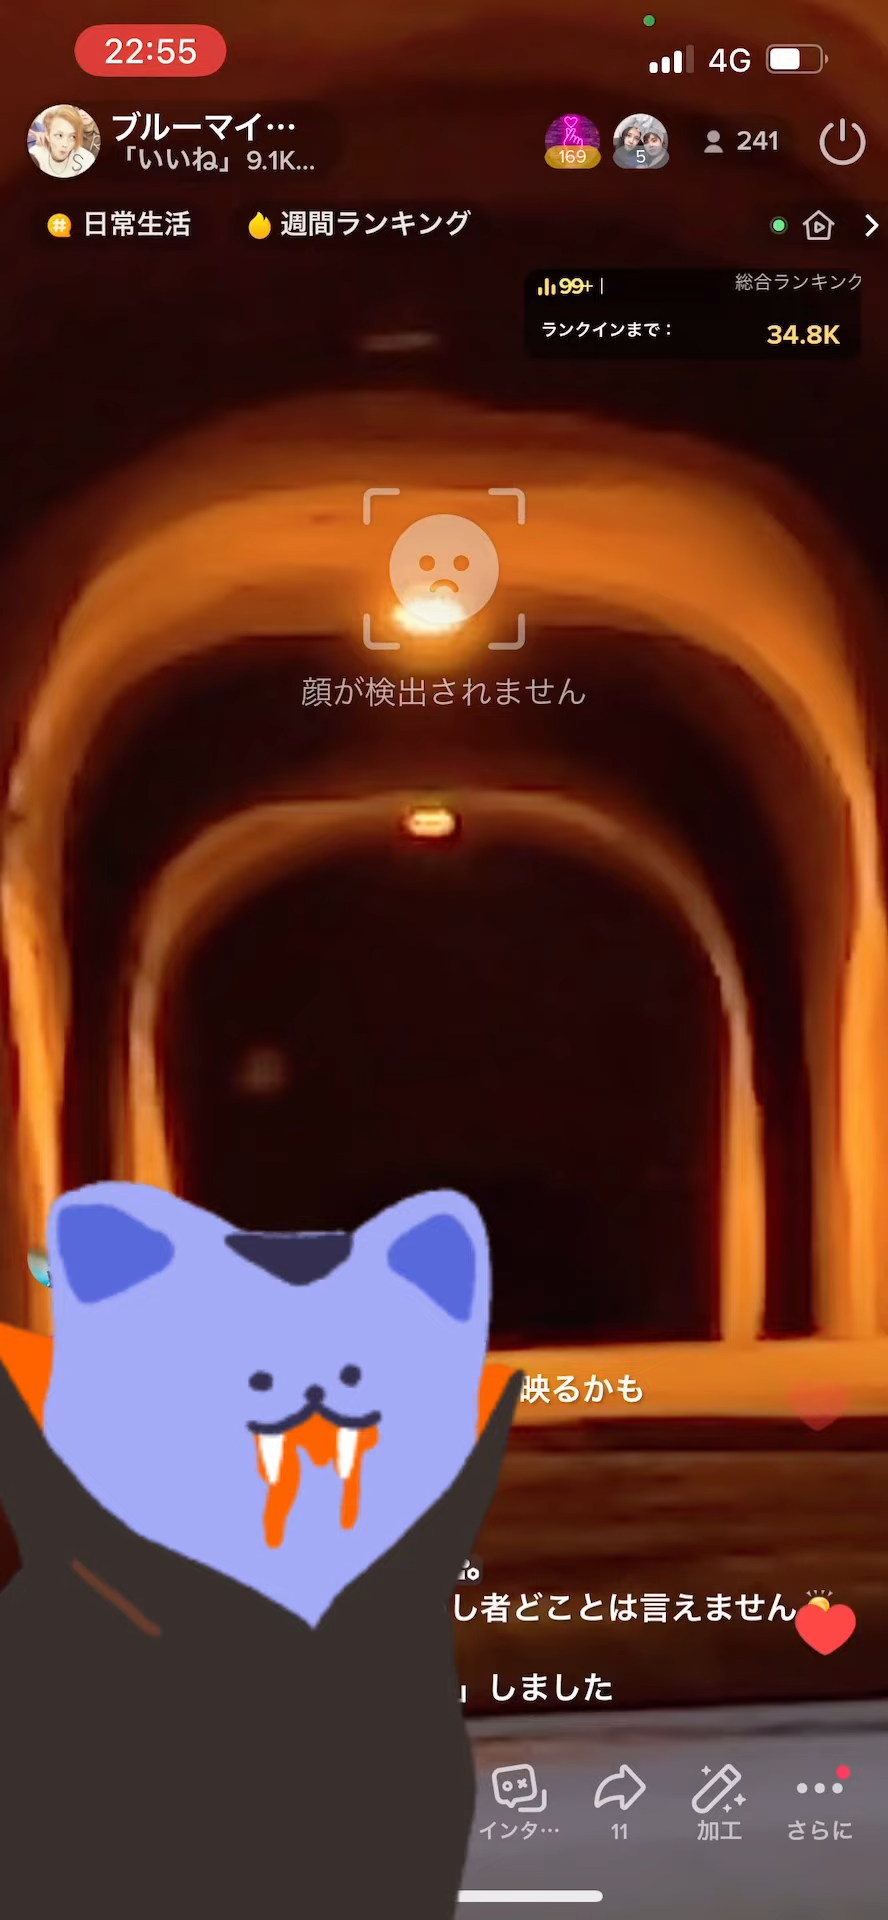 22:55
4G
ブルーマイ…
「いいね」9.1K...
169
5
241
日常生活
週間ランキング
99+
総合ランキング
ランクインまで：
34.8K
顔が検出されません
映るかも
し者どことは言えません
」しました
インタ…
11
加工
さらに